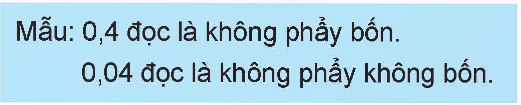 Mẫu: 0,4 đọc là không phẩy bốn.
0,04 đọc là không phẩy không bốn.